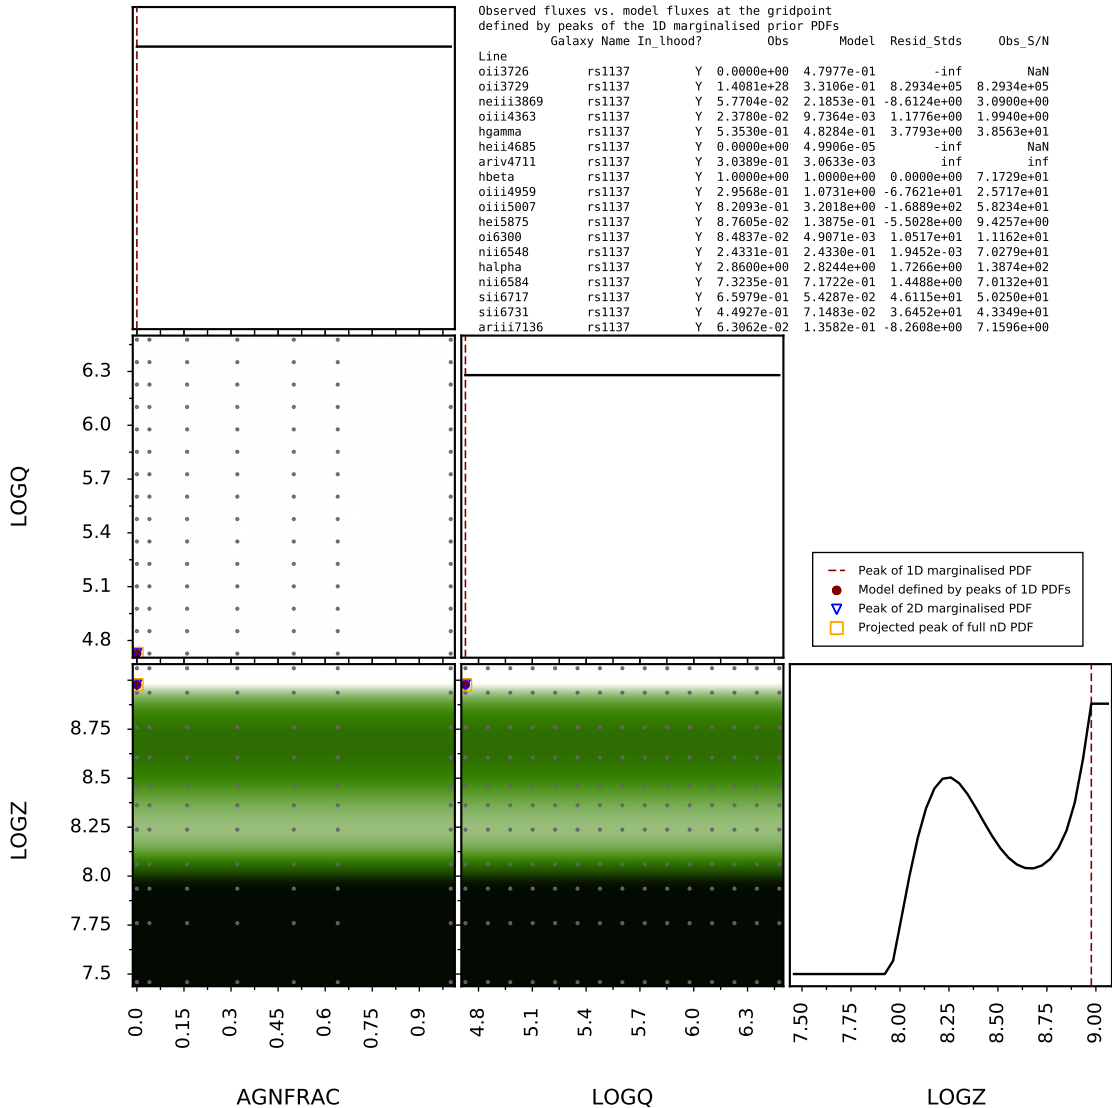 Observed fluxes vs. model fluxes at the gridpoint
defined by peaks of the 1D marginalised prior PDFs
Galaxy Name In_lhood? Obs Model Resid_Stds Obs_S/N
Line
oii3726 rs1137 Y 0.0000e+00 4.7977e-01 -inf NaN
oii3729 rs1137 Y 1.4081e+28 3.3106e-01 8.2934e+05 8.2934e+05
neiii3869 rs1137 Y 5.7704e-02 2.1853e-01 -8.6124e+00 3.0900e+00
oiii4363 rs1137 Y 2.3780e-02 9.7364e-03 1.1776e+00 1.9940e+00
hgamma rs1137 Y 5.3530e-01 4.8284e-01 3.7793e+00 3.8563e+01
heii4685 rs1137 Y 0.0000e+00 4.9906e-05 -inf NaN
ariv4711 rs1137 Y 3.0389e-01 3.0633e-03 inf inf
hbeta rs1137 Y 1.0000e+00 1.0000e+00 0.0000e+00 7.1729e+01
oiii4959 rs1137 Y 2.9568e-01 1.0731e+00 -6.7621e+01 2.5717e+01
oiii5007 rs1137 Y 8.2093e-01 3.2018e+00 -1.6889e+02 5.8234e+01
hei5875 rs1137 Y 8.7605e-02 1.3875e-01 -5.5028e+00 9.4257e+00
oi6300 rs1137 Y 8.4837e-02 4.9071e-03 1.0517e+01 1.1162e+01
nii6548 rs1137 Y 2.4331e-01 2.4330e-01 1.9452e-03 7.0279e+01
halpha rs1137 Y 2.8600e+00 2.8244e+00 1.7266e+00 1.3874e+02
nii6584 rs1137 Y 7.3235e-01 7.1722e-01 1.4488e+00 7.0132e+01
sii6717 rs1137 Y 6.5979e-01 5.4287e-02 4.6115e+01 5.0250e+01
sii6731 rs1137 Y 4.4927e-01 7.1483e-02 3.6452e+01 4.3349e+01
ariii7136 rs1137 Y 6.3062e-02 1.3582e-01 -8.2608e+00 7.1596e+00
6.3
6.0
5.7
5.4
5.1
4.8
LOGQ
Peak of 1D marginalised PDF
Model defined by peaks of 1D PDFs
Peak of 2D marginalised PDF
Projected peak of full nD PDF
8.75
8.5
8.25
8.0
7.75
7.5
LOGZ
0.0 0.15 0.3 0.45 0.6 0.75 0.9
4.8 5.1 5.4 5.7 6.0 6.3
7.50 7.75 8.00 8.25 8.50 8.75 9.00
AGNFRAC LOGQ LOGZ